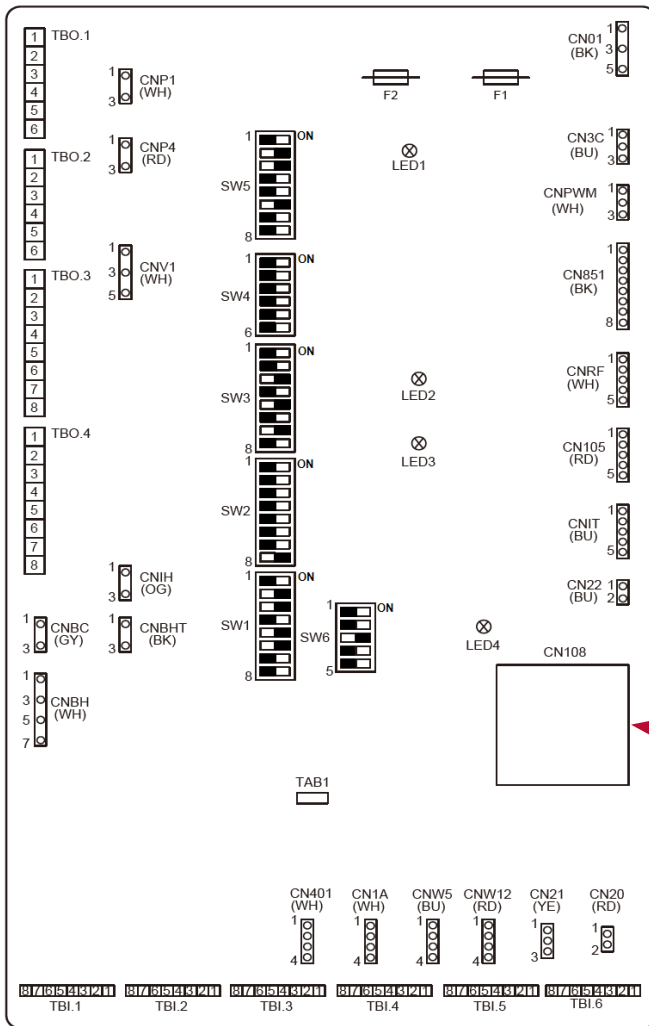 1
2
3
4
5
6
TBO.1
1
3
CNP1
(WH)
F2
F1
1
3
5
CN01
(BK)
1
3
CNP4
(RD)
1
2
3
4
5
6
TBO.2
1
ON
SW5
8
LED1
1
3
CN3C
(BU)
1
3
CNPWM
(WH)
1
3
5
CNV1
(WH)
1
2
3
4
5
6
7
8
TBO.3
1
ON
SW4
6
1
8
CN851
(BK)
1
ON
SW3
8
LED2
LED3
1
5
CNRF
(WH)
1
2
3
4
5
6
7
8
TBO.4
1
5
CN105
(RD)
1
ON
SW2
8
1
5
CNIT
(BU)
1
3
CNIH
(OG)
1
2
CN22
(BU)
1
3
CNBC
(GY)
1
3
CNBHT
(BK)
1
ON
SW1
8
1
ON
SW6
5
LED4
CN108
1
3
5
7
CNBH
(WH)
TAB1
CN401
(WH)
1
4
CN1A
(WH)
1
4
CNW5
(BU)
1
4
CNW12
(RD)
1
4
CN21
(YE)
1
3
CN20
(RD)
1
2
8 7 6 5 4 3 2 1
TBI.1
8 7 6 5 4 3 2 1
TBI.2
8 7 6 5 4 3 2 1
TBI.3
8 7 6 5 4 3 2 1
TBI.4
8 7 6 5 4 3 2 1
TBI.5
8 7 6 5 4 3 2 1
TBI.6